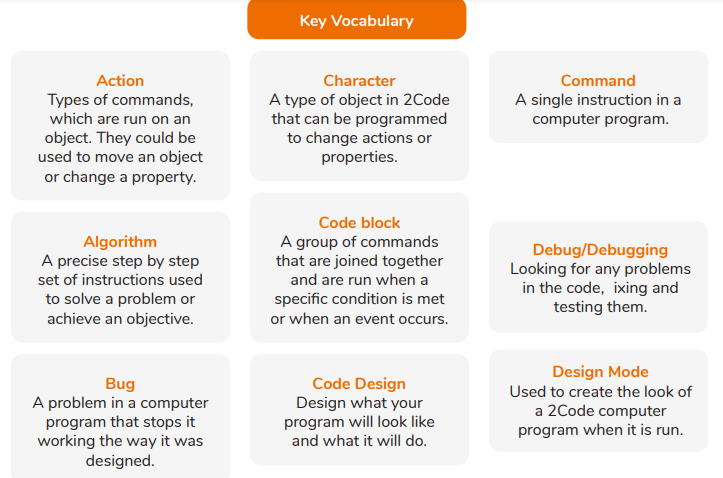 Key Vocabulary
Action
Types of commands,
which are run on an
object. They could be
used to move an object
or change a property.
Algorithm
A precise step by step
set of instructions used
to solve a problem or
achieve an objective.
Bug
A problem in a computer
program that stops it
working the way it was
designed.
Character
A type of object in 2Code
that can be programmed
to change actions or
properties.
Code block
A group of commands
that are joined together
and are run when a
specific condition is met
or when an event occurs.
Code Design
Design what your
program will look like
and what it will do.
Command
A single instruction in a
computer program.
Debug/Debugging
Looking for any problems
in the code,  ixing and
testing them.
Design Mode
Used to create the look of
a 2Code computer
program when it is run.